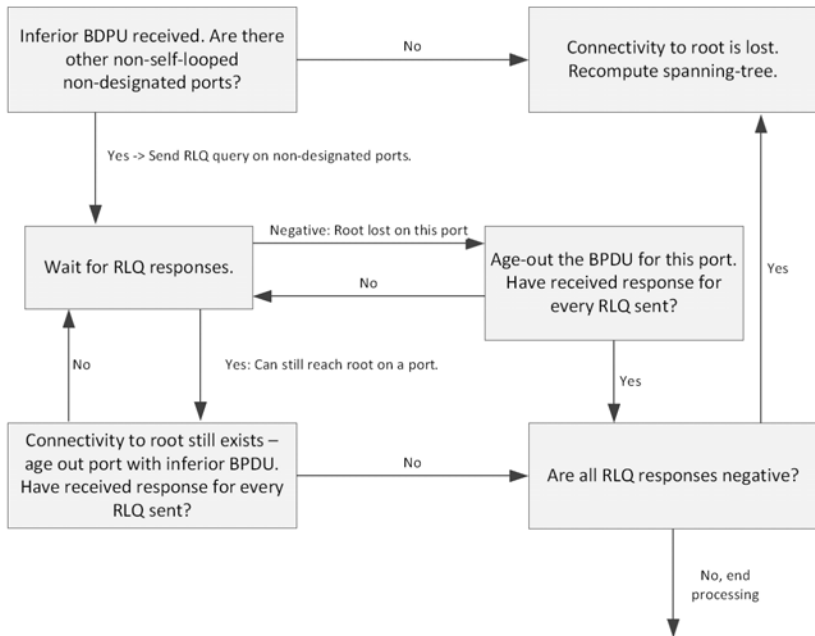 Inferior BDPU received. Are there
other non-self-looped
non-designated ports?
No
Connectivity to root is lost.
Recompute spanning-tree.
Yes -> Send RLQ query on non-designated ports.
Wait for RLQ responses.
Negative: Root lost on this port
No
Age-out the BPDU for this port.
Have received response for
every RLQ sent?
Yes
No
Yes: Can still reach root on a port.
Yes
Connectivity to root still exists –
age out port with inferior BPDU.
Have received response for every
RLQ sent?
No
Are all RLQ responses negative?
No, end
processing